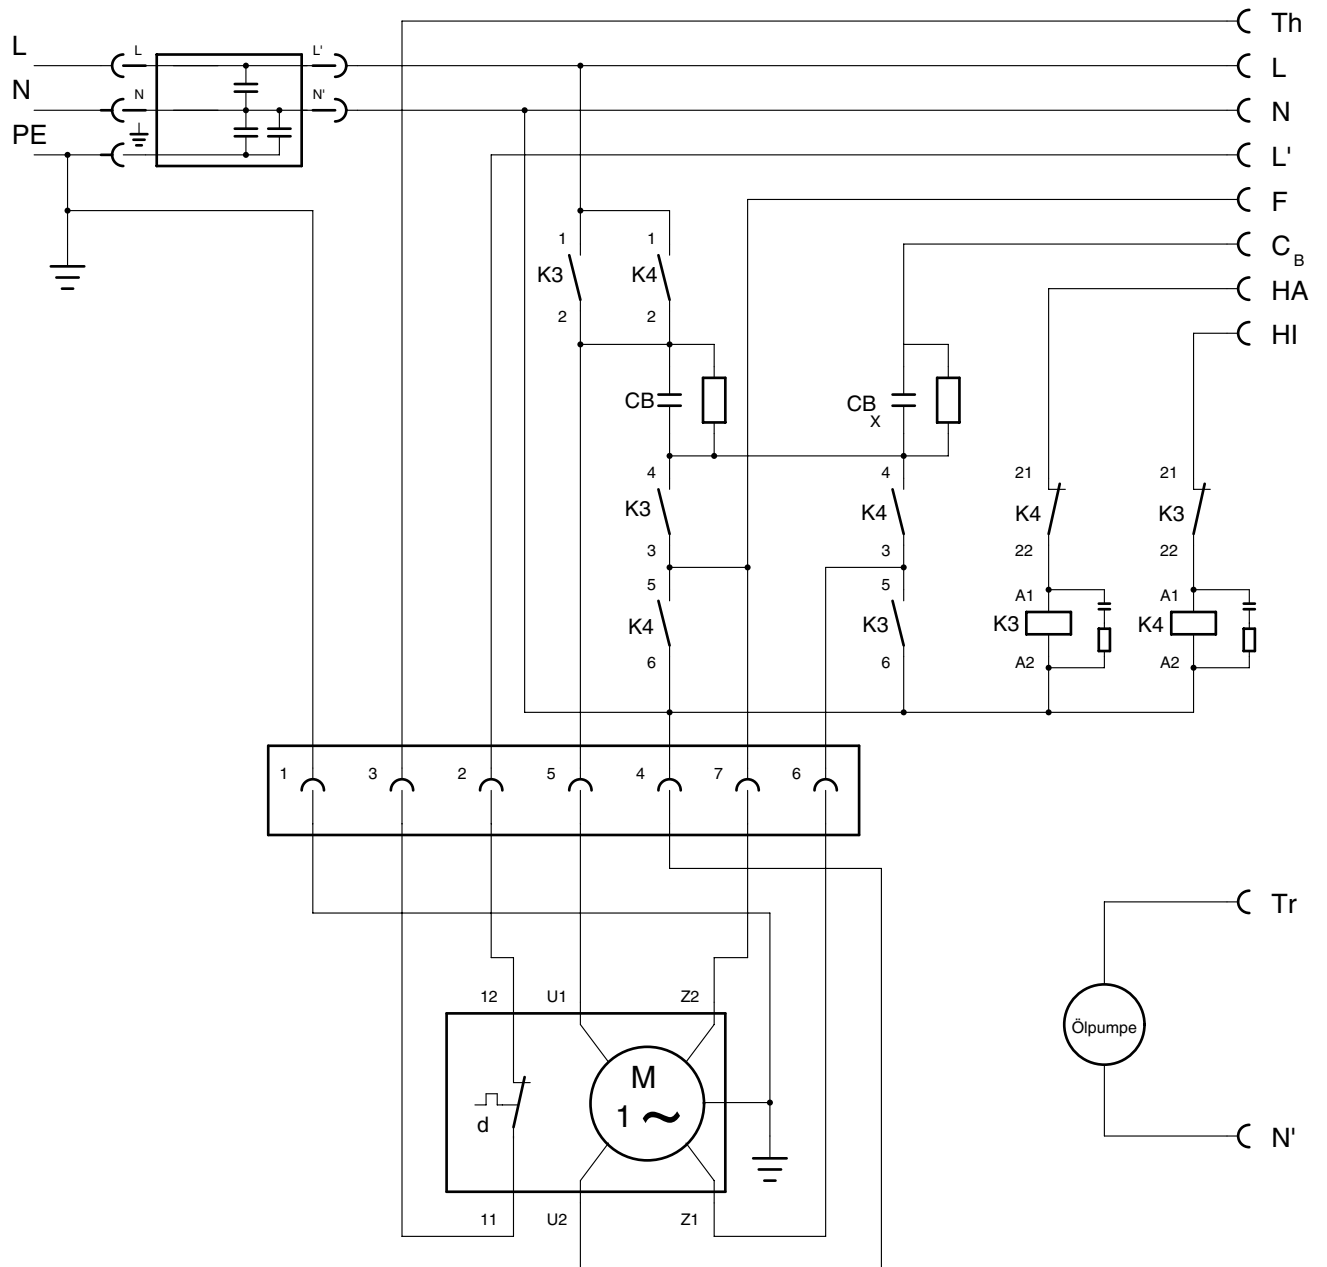 Th
L L L' L
N N N' N
PE
L'
F
C B
HA
HI
1 1
K3 K4
2 2
CB CB X
4 4 21 21
K3 K4 K4 K3
3 3 22 22
5 5 A1 A1
K4 K3 K3 K4
6 6 A2 A2
1 3 2 5 4 7 6
Tr
12 U1 Z2
Ölpumpe
M
1 ~
d
N'
11 U2 Z1